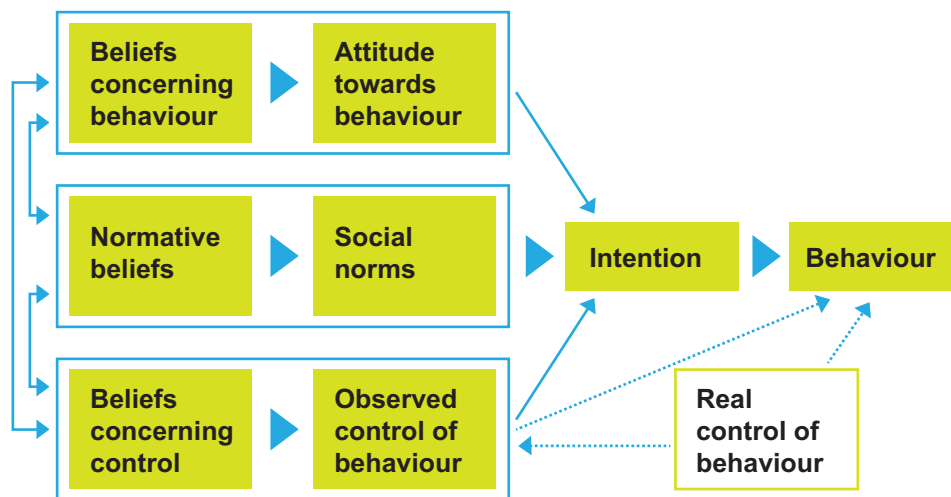 Beliefs
concerning
behaviour
Attitude
towards
behaviour
Normative
beliefs
Social
norms
Intention
Behaviour
Beliefs
concerning
control
Observed
control of
behaviour
Real
control of
behaviour